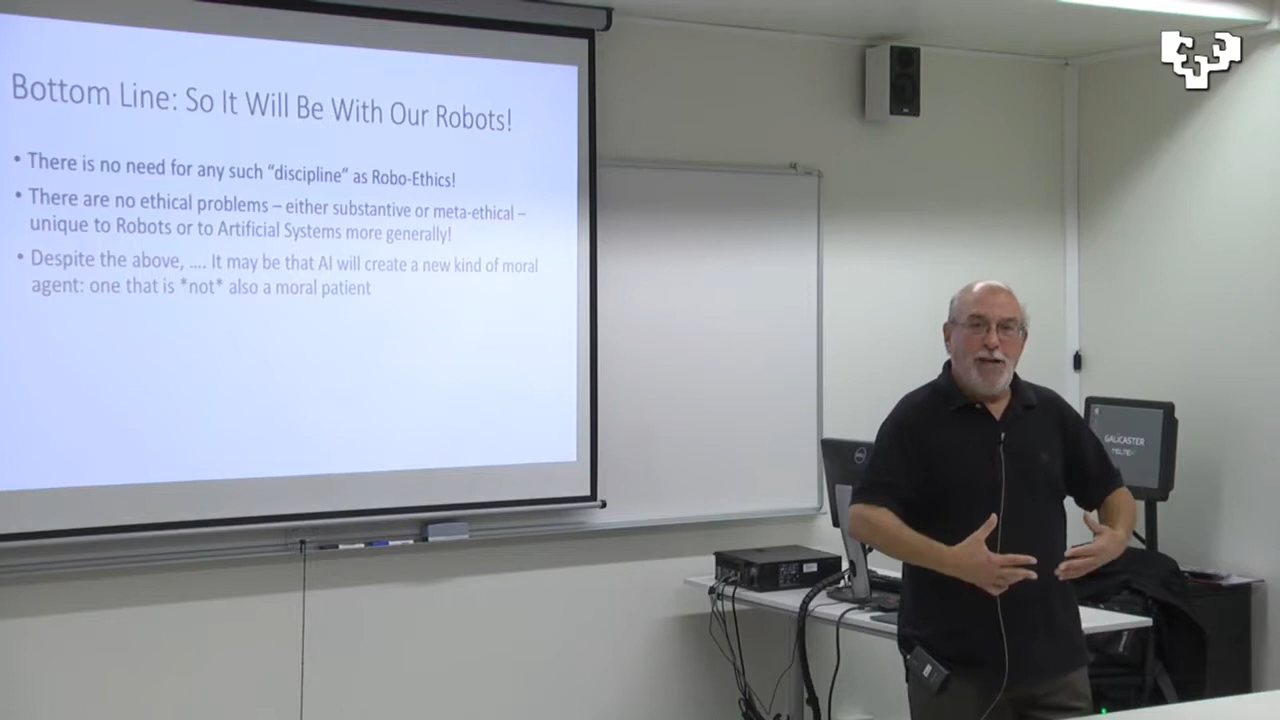 Bottom Line: So It Will Be With Our Robots!
• There is no need for any such “discipline” as Robo-Ethics!
• There are no ethical problems – either substantive or meta-ethical –
unique to Robots or to Artificial Systems more generally!
• Despite the above, .... It may be that AI will create a new kind of moral
agent: one that is *not* also a moral patient
DELL
GALICASTER
TELTEK